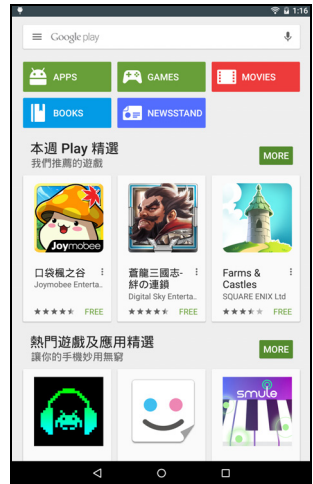 1:16
Google play
APPS
GAMES
MOVIES
BOOKS
NEWSSTAND
本週 Play 精選
我們推薦的遊戲
MORE
Joymobee
口袋楓之谷
Joymobee Enterta..
FREE
蒼龍三國志-
絆の連鎖
Digital Sky Enterta..
FREE
Farms &
Castles
SQUARE ENIX Ltd
FREE
熱門遊戲及應用精選
讓你的手機妙用無窮
MORE
smule